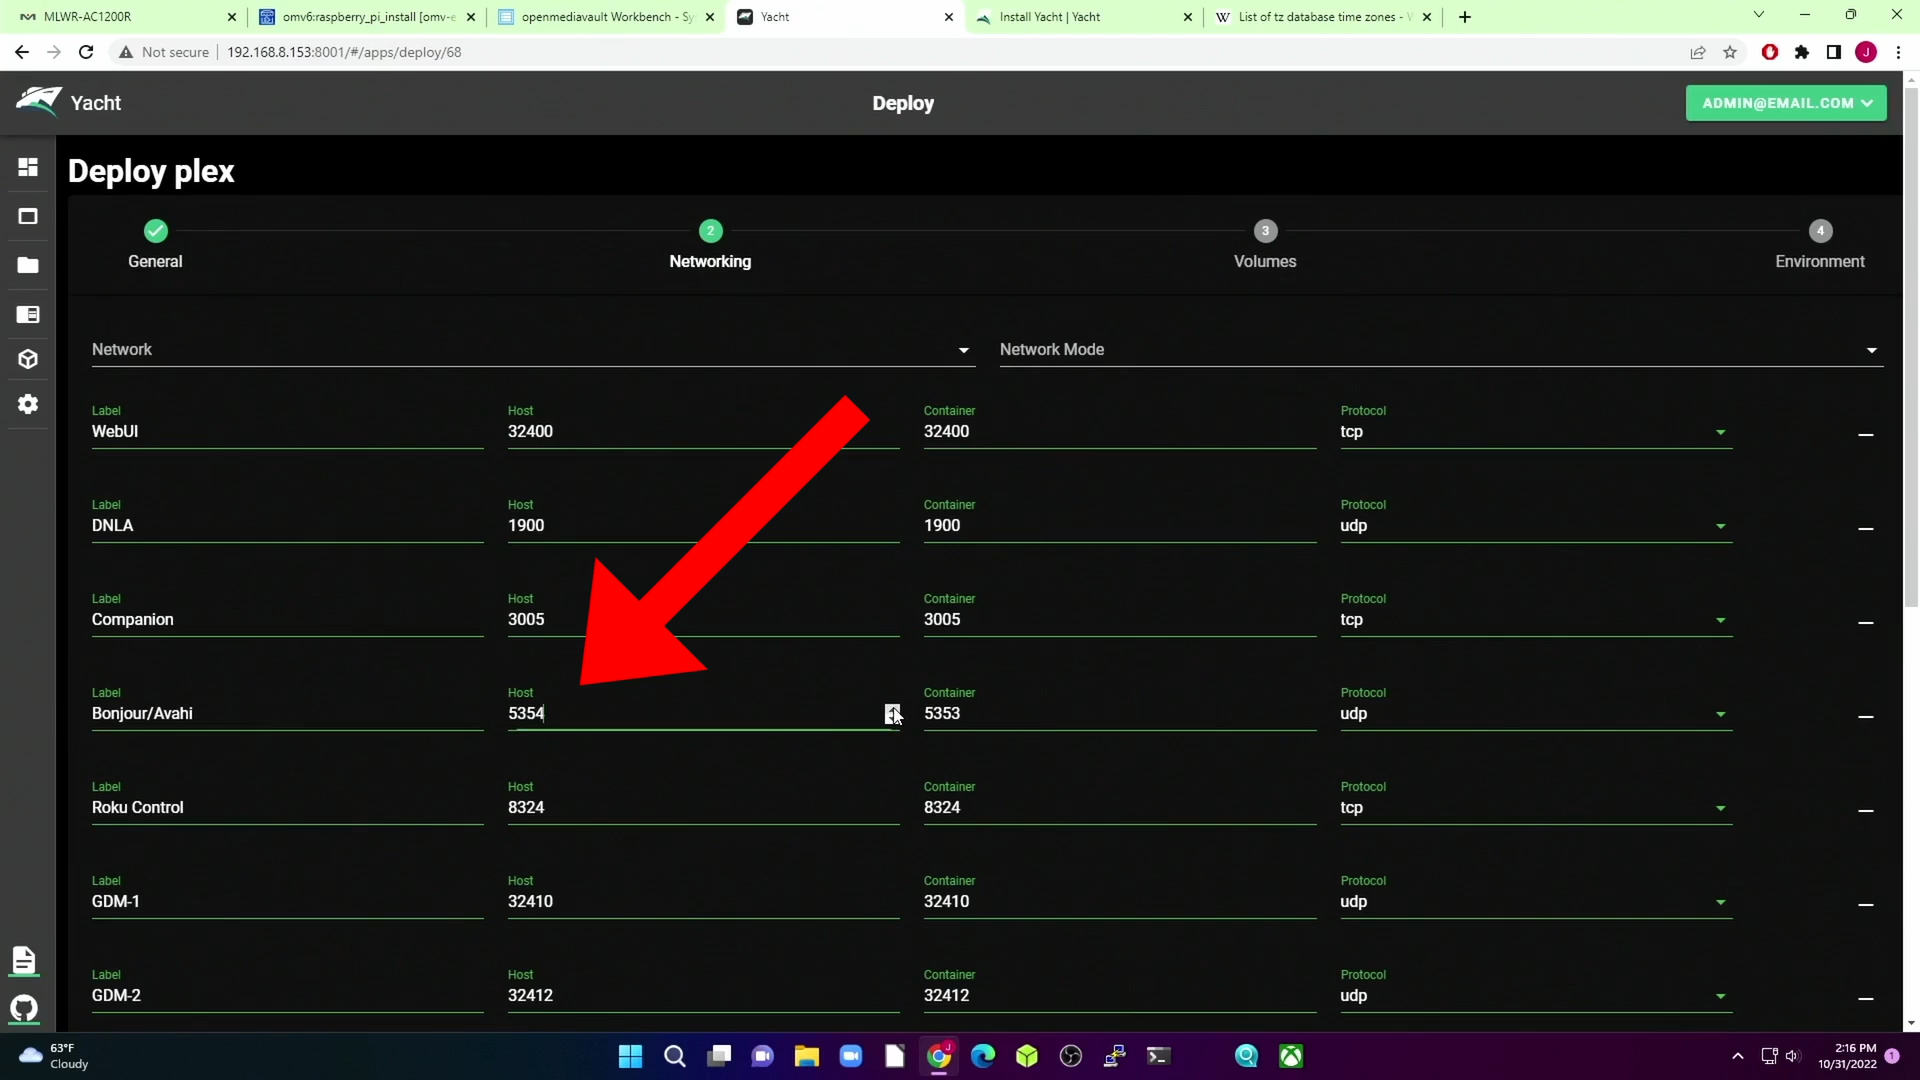 MLWR-AC1200R
omv6:raspberry_pi_install [omv-e
openmediavault Workbench - Sy
Yacht
Install Yacht | Yacht
List of tz database time zones - W
Not secure
192.168.8.153:8001/#/apps/deploy/68
J
Yacht
Deploy
ADMIN@EMAIL.COM
Deploy plex
2
3
4
General
Networking
Volumes
Environment
Network
Network Mode
Label
Host
Container
Protocol
WebUI
32400
32400
tcp
Label
Host
Container
Protocol
DNLA
1900
1900
udp
Label
Host
Container
Protocol
Companion
3005
3005
tcp
Label
Host
Container
Protocol
Bonjour/Avahi
5354
5353
udp
Label
Host
Container
Protocol
Roku Control
8324
8324
tcp
Label
Host
Container
Protocol
GDM-1
32410
32410
udp
Label
Host
Container
Protocol
GDM-2
32412
32412
udp
63°F
Cloudy
2:16 PM
10/31/2022
1